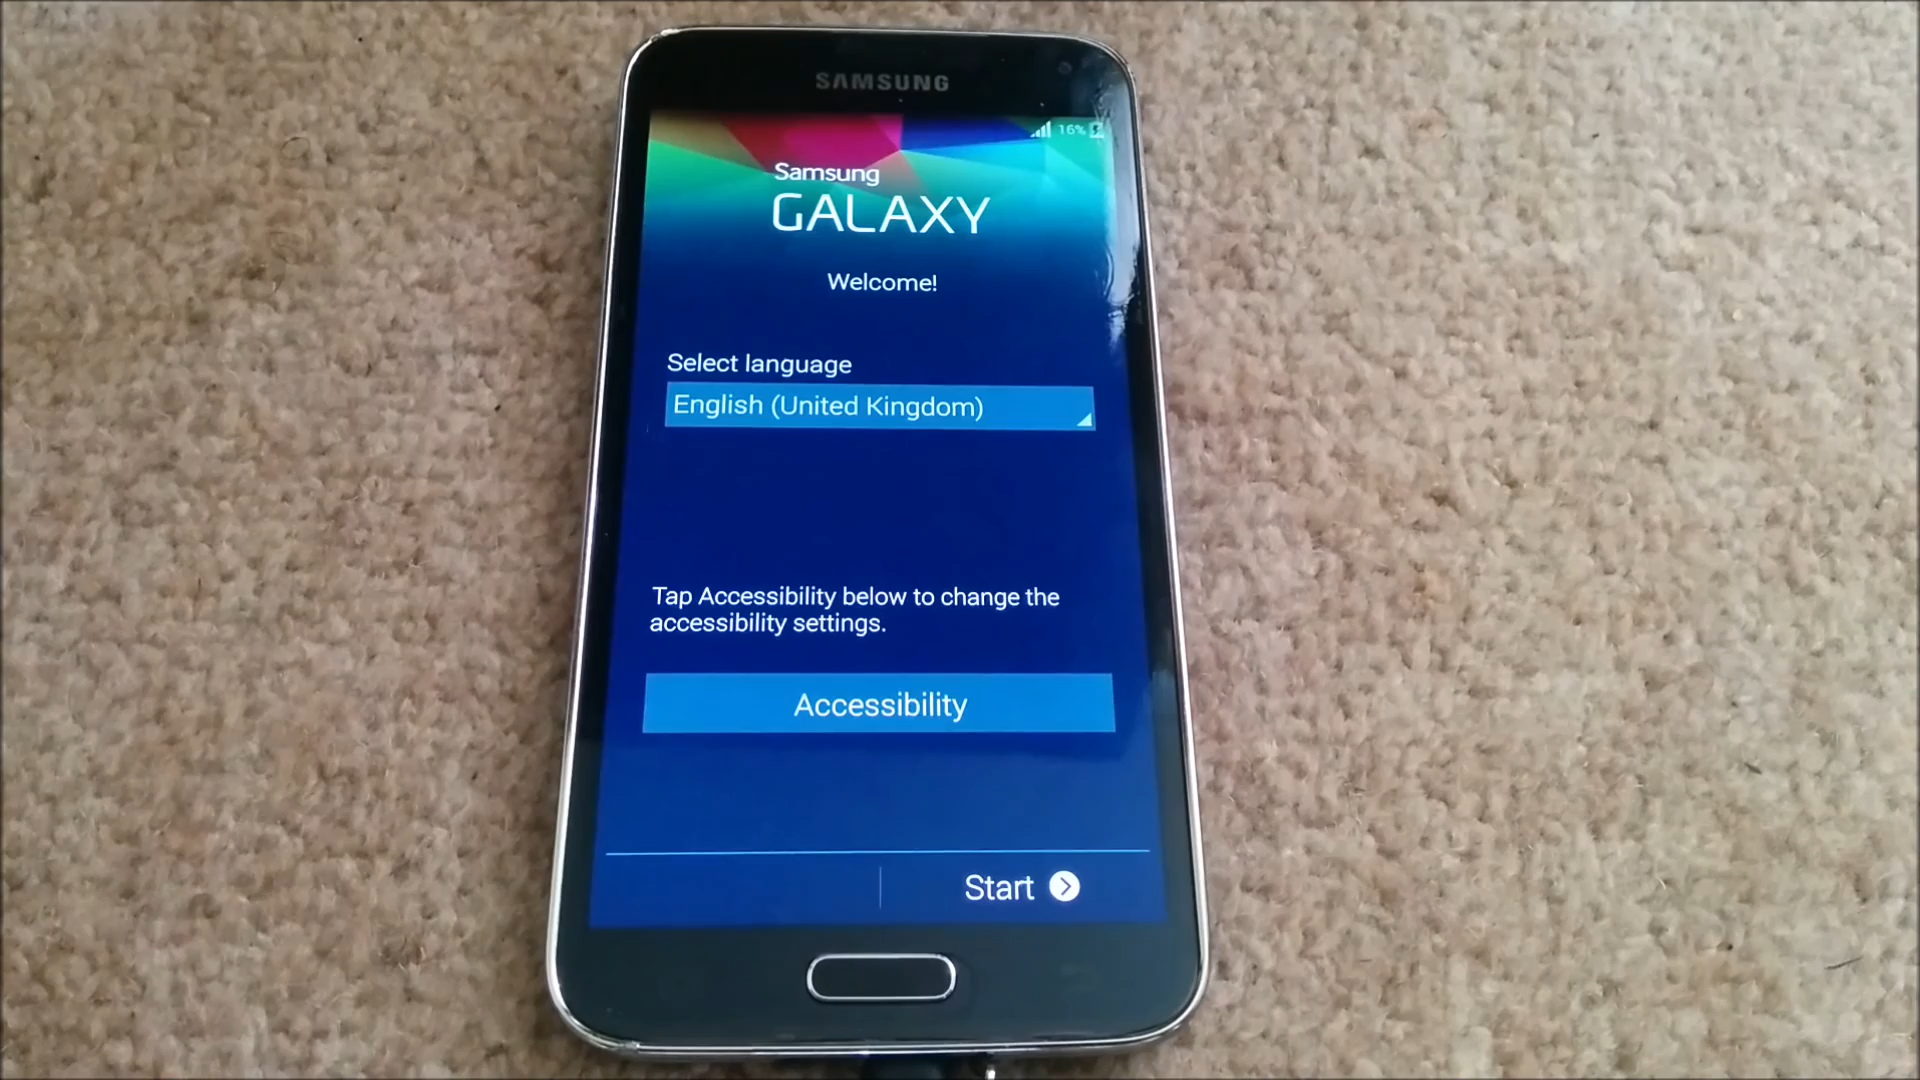 SAMSUNG
16%
Samsung
GALAXY
Welcome!
Select language
English (United Kingdom)
Tap Accessibility below to change the
accessibility settings.
Accessibility
Start